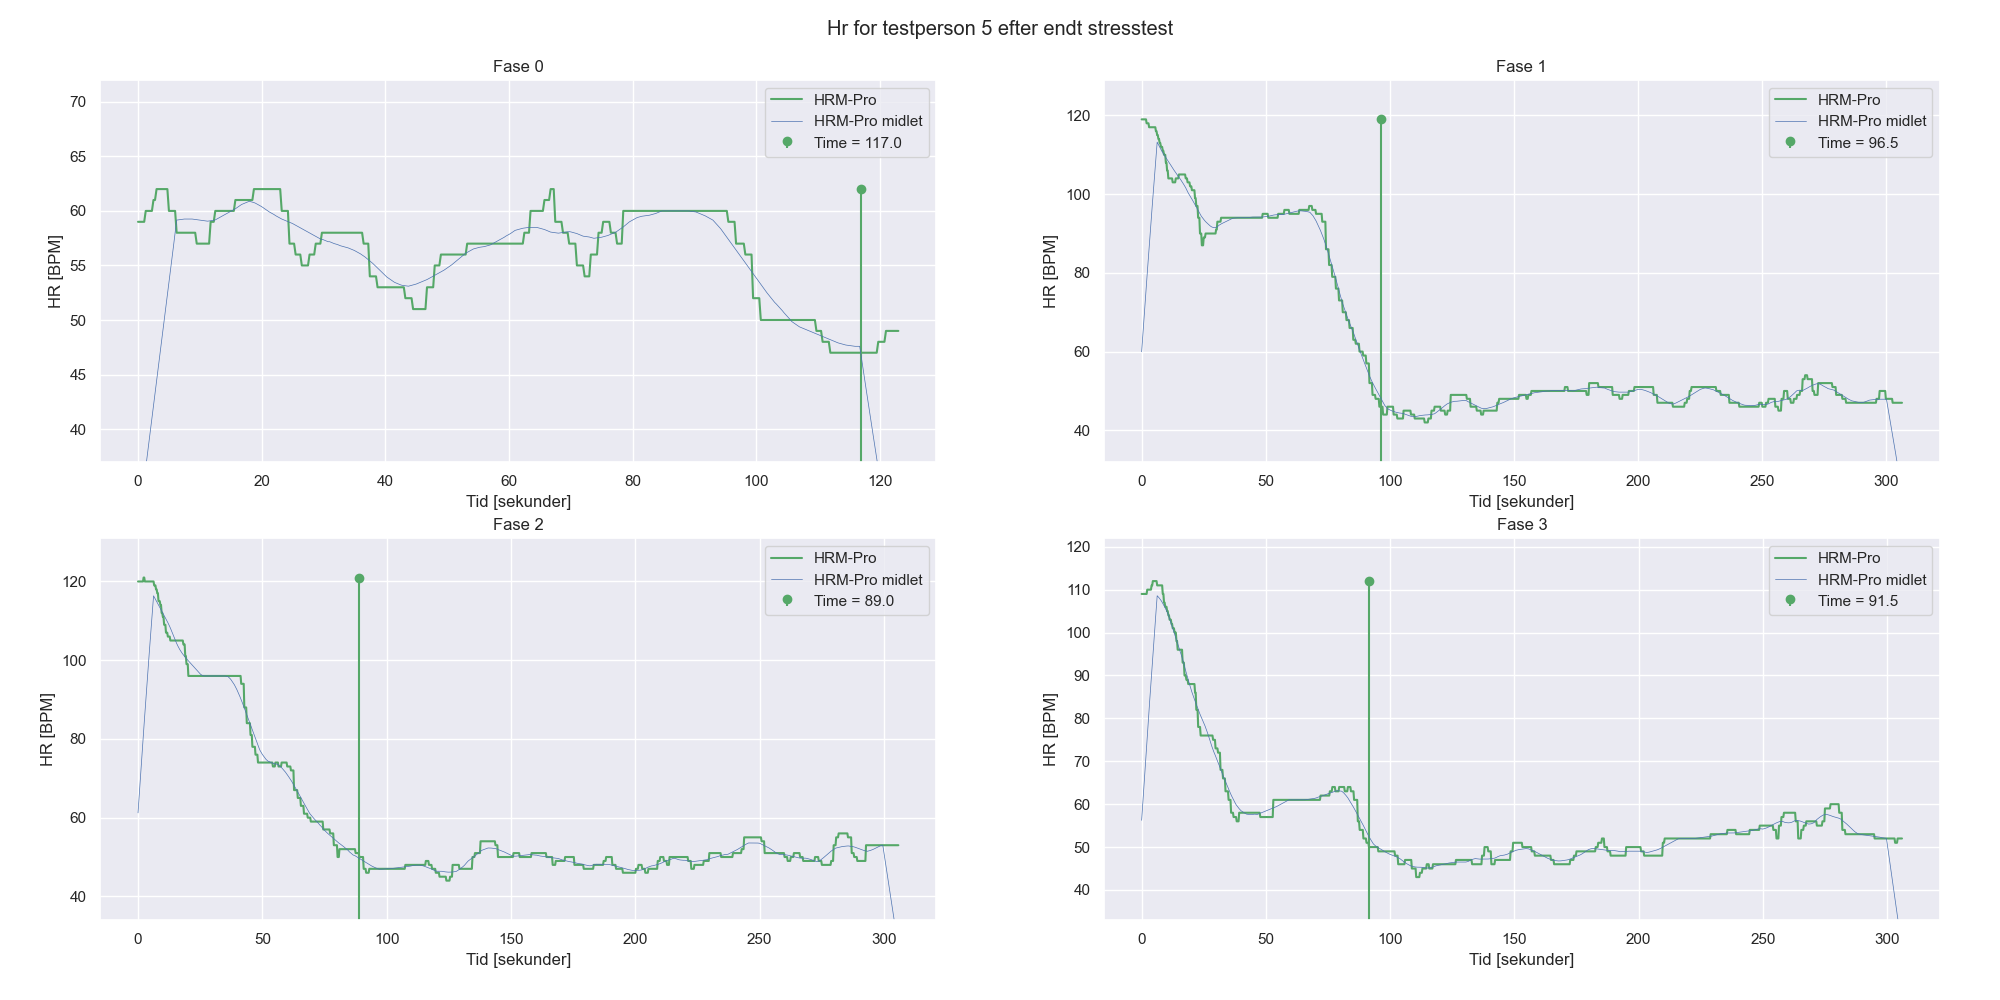 Hr for testperson 5 efter endt stresstest
Fase 0
70
65
60
55
50
45
40
HR [BPM]
HRM-Pro
HRM-Pro midlet
Time = 117.0
0 20 40 60 80 100 120
Tid [sekunder]
Fase 1
120
100
80
60
40
HR [BPM]
HRM-Pro
HRM-Pro midlet
Time = 96.5
0 50 100 150 200 250 300
Tid [sekunder]
Fase 2
120
100
80
60
40
HR [BPM]
HRM-Pro
HRM-Pro midlet
Time = 89.0
0 50 100 150 200 250 300
Tid [sekunder]
Fase 3
120
110
100
90
80
70
60
50
40
HR [BPM]
HRM-Pro
HRM-Pro midlet
Time = 91.5
0 50 100 150 200 250 300
Tid [sekunder]